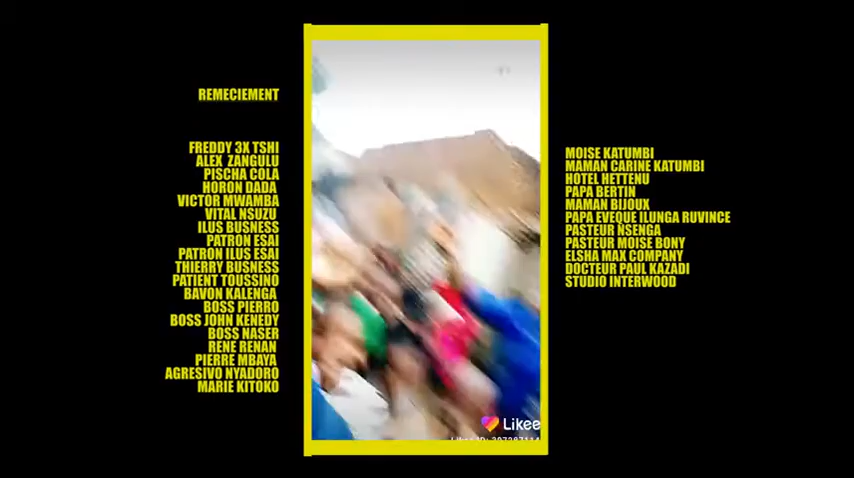 REMECIEMENT
FREDDY 3X TSHI
ALEX ZANGULU
PISCHA COLA
HORON DADA
VICTOR MWAMBA
VITAL NSUZU
ILUS BUSNESS
PATRON ESAI
PATRON ILUS ESAI
THIERRY BUSNESS
PATIENT TOUSSINO
BAVON KALENGA
BOSS PIERRO
BOSS JOHN KENEDY
BOSS NASER
RENE RENAN
PIERRE MBAYA
AGRESIVO NYADORO
MARIE KITOKO
MOISE KATUMBI
MAMAN CARINE KATUMBI
HOTEL HETTENU
PAPA BERTIN
MAMAN BIJOUX
PAPA EVEQUE ILUNGA RUVINCE
PASTEUR NSENGA
PASTEUR MOISE BONY
ELSHA MAX COMPANY
DOCTEUR PAUL KAZADI
STUDIO INTERWOOD
Likee